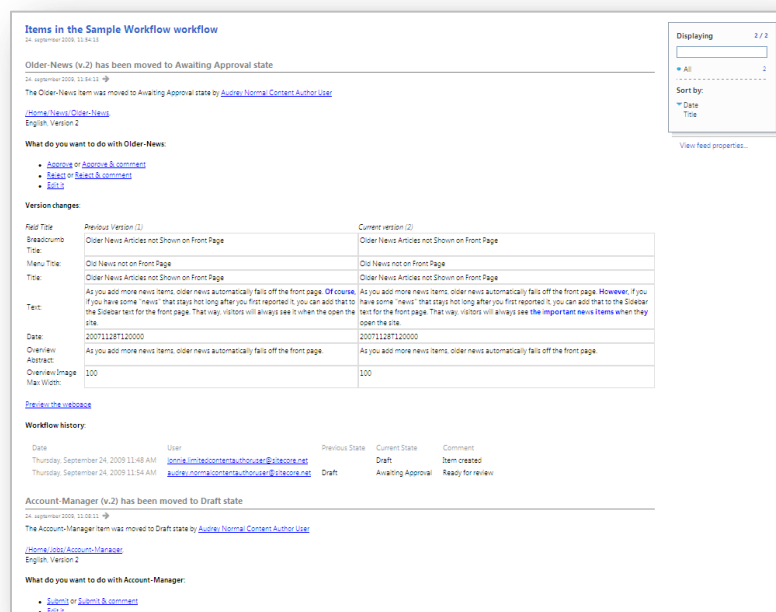 Items in the Sample Workflow workflow
24. september 2009, 11:54:13
Older-News (v.2) has been moved to Awaiting Approval state
24. september 2009, 11:54:13
The Older-News item was moved to Awaiting Approval state by Audrey Normal Content Author User
/Home/News/Older-News,
English, Version 2
What do you want to do with Older-News:
Approve or Approve & comment
Reject or Reject & comment
Edit it
Version changes:
Field Title Previous Version (1) Current version (2)
Breadcrumb Title: Older News Articles not Shown on Front Page Older News Articles not Shown on Front Page
Menu Title: Old News not on Front Page Old News not on Front Page
Title: Older News Articles not Shown on Front Page Older News Articles not Shown on Front Page
Text:
As you add more news items, older news automatically falls off the front page. Of course,
if you have some "news" that stays hot long after you first reported it, you can add that to
the Sidebar text for the front page. That way, visitors will always see it when the open the
site.
As you add more news items, older news automatically falls off the front page. However, if you
have some "news" that stays hot long after you first reported it, you can add that to the Sidebar
text for the front page. That way, visitors will always see the important news items when they
open the site.
Date: 20071128T120000 20071128T120000
Overview Abstract: As you add more news items, older news automatically falls off the front page. As you add more news items, older news automatically falls off the front page.
Overview Image Max Width: 100 100
Preview the webpage
Workflow history:
Date User Previous State Current State Comment
Thursday, September 24, 2009 11:48 AM lonnie.limitedcontentauthoruser@sitecore.net Draft Item created
Thursday, September 24, 2009 11:54 AM audrey.normalcontentauthoruser@sitecore.net Draft Awaiting Approval Ready for review
Account-Manager (v.2) has been moved to Draft state
24. september 2009, 11:08:11
The Account-Manager item was moved to Draft state by Audrey Normal Content Author User
/Home/Jobs/Account-Manager,
English, Version 2
What do you want to do with Account-Manager:
Submit or Submit & comment
Edit it
Displaying 2 / 2
All 2
Sort by:
Date
Title
View feed properties...